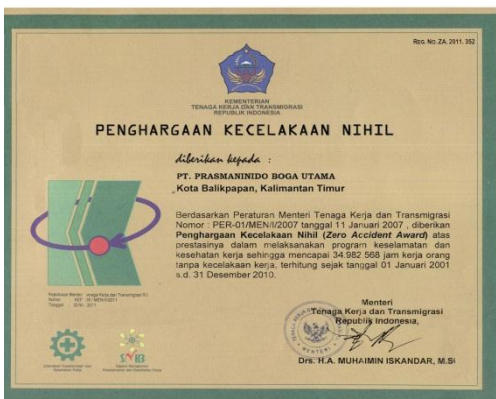 REG. NO. ZA. 2011. 352
KEMENTERIAN
TENAGA KERJA DAN TRANSMIGRASI
REPUBLIK INDONESIA
PENGHARGAAN KECELAKAAN NIHIL
diberikan kepada :
PT. PRASMANINDO BOGA UTAMA
Kota Balikpapan, Kalimantan Timur
Berdasarkan Peraturan Menteri Tenaga Kerja dan Transmigrasi
Nomor : PER-01/MEN/I/2007 tanggal 11 Januari 2007 , diberikan
Penghargaan Kecelakaan Nihil (Zero Accident Award) atas
prestasinya dalam melaksanakan program keselamatan dan
kesehatan kerja sehingga mencapai 34.982 568 jam kerja orang
tanpa kecelakaan kerja, terhitung sejak tanggal 01 Januari 2001
s.d. 31 Desember 2010.
Menteri
Tenaga Kerja dan Transmigrasi
Republik Indonesia,
Drs. H.A. MUHAIMIN ISKANDAR, M.Si